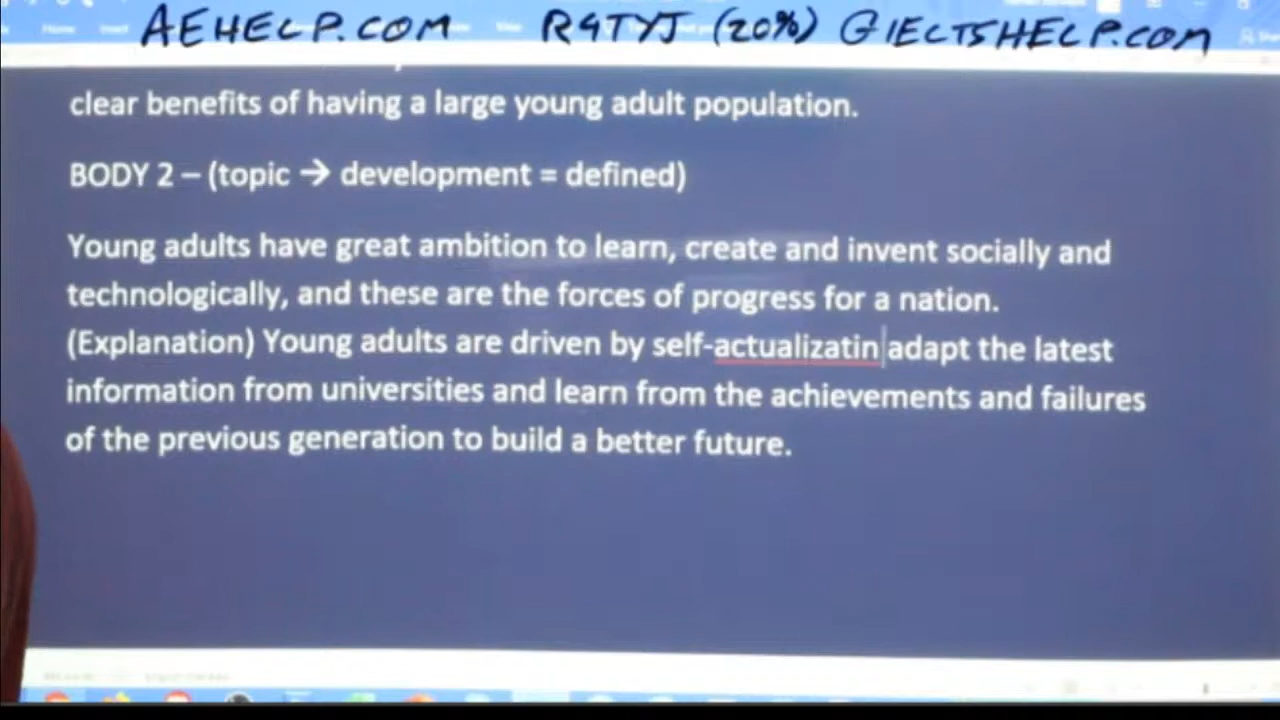 AEHELP.COM R4TYJ (20%) GIELTSHELP.COM
clear benefits of having a large young adult population.
BODY 2 – (topic → development = defined)
Young adults have great ambition to learn, create and invent socially and
technologically, and these are the forces of progress for a nation.
(Explanation) Young adults are driven by self-actualizatin adapt the latest
information from universities and learn from the achievements and failures
of the previous generation to build a better future.